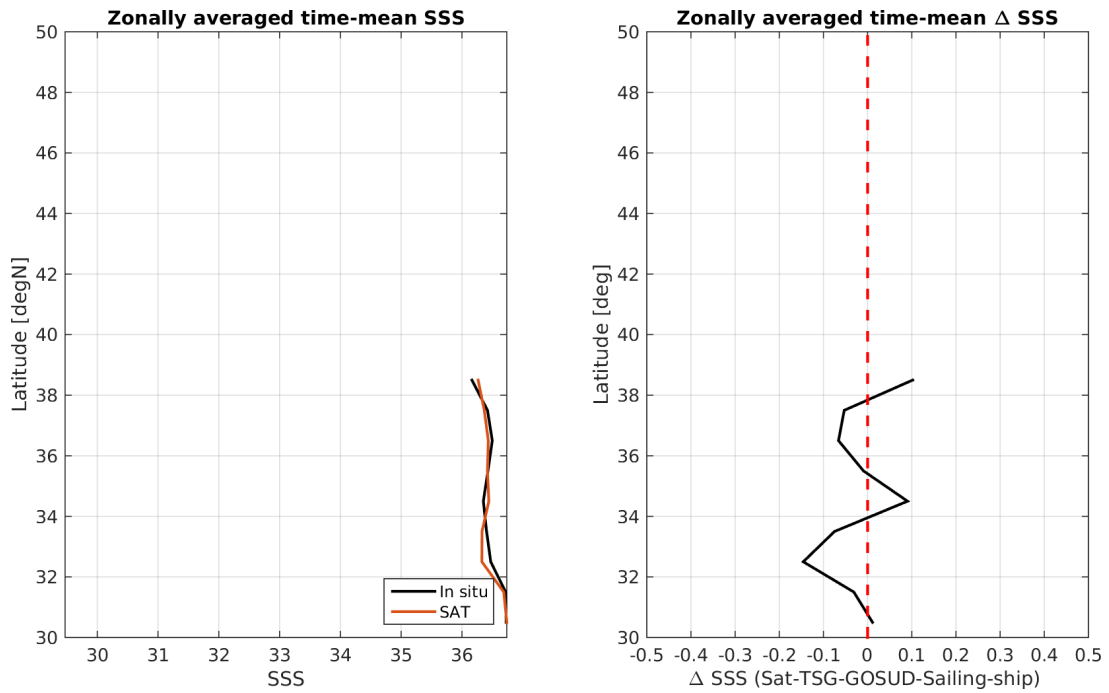 Zonally averaged time-mean SSS
50
48
46
44
42
40
38
36
34
32
30
Latitude [degN]
In situ
SAT
30 31 32 33 34 35 36
SSS
Zonally averaged time-mean Δ SSS
50
48
46
44
42
40
38
36
34
32
30
Latitude [deg]
-0.5 -0.4 -0.3 -0.2 -0.1 0 0.1 0.2 0.3 0.4 0.5
Δ SSS (Sat-TSG-GOSUD-Sailing-ship)